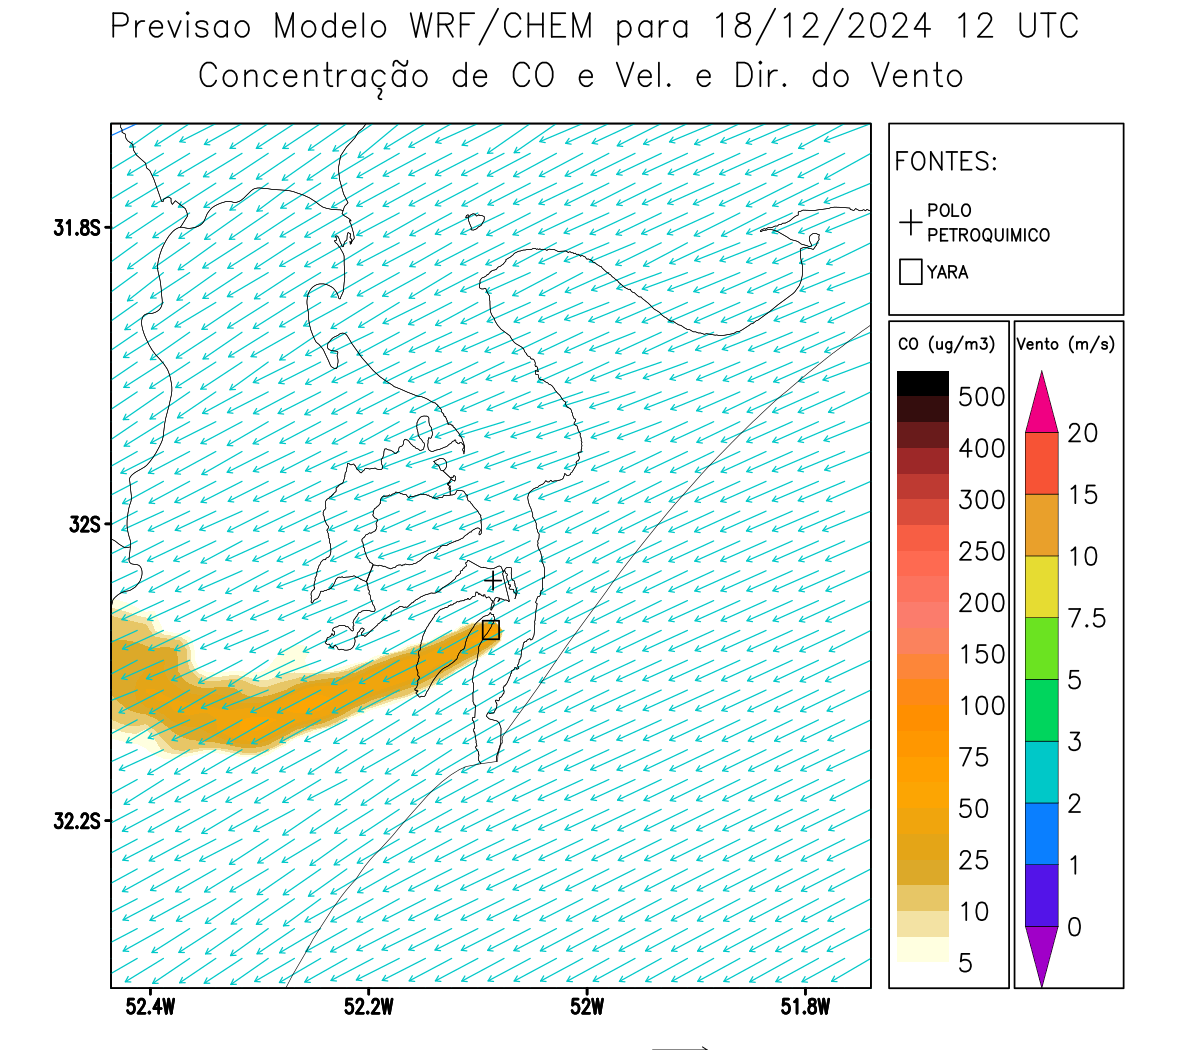 Previsao Modelo WRF/CHEM para 18/12/2024 12 UTC
Concentração de CO e Vel. e Dir. do Vento
FONTES:
POLO
PETROQUIMICO
YARA
31.8S
32S
32.2S
52.4W
52.2W
52W
51.8W
CO (ug/m3)
500
400
300
250
200
150
100
75
50
25
10
5
Vento (m/s)
20
15
10
7.5
5
3
2
1
0